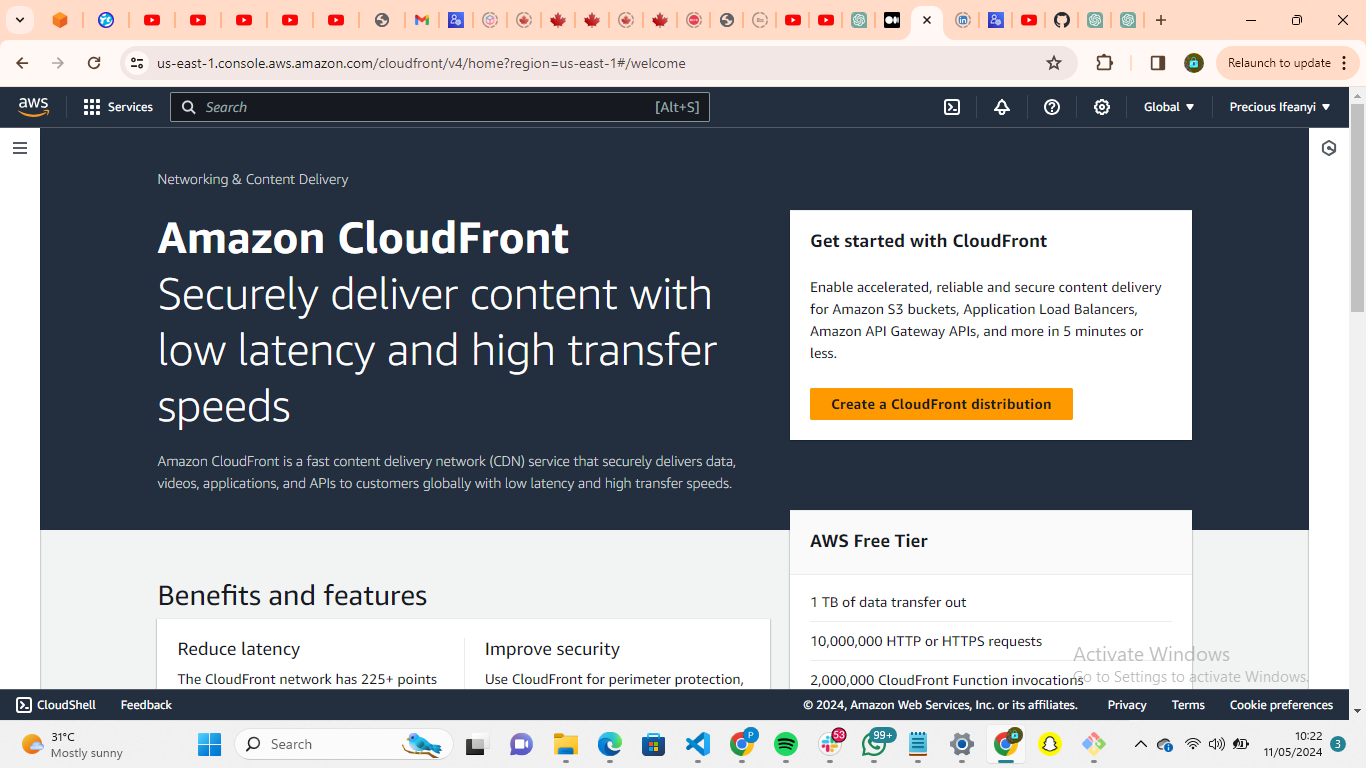 us-east-1.console.aws.amazon.com/cloudfront/v4/home?region=us-east-1#/welcome
Relaunch to update
aws
Services
Search
[Alt+S]
Global
Precious Ifeanyi
Networking & Content Delivery
Amazon CloudFront
Securely deliver content with
low latency and high transfer
speeds
Amazon CloudFront is a fast content delivery network (CDN) service that securely delivers data,
videos, applications, and APIs to customers globally with low latency and high transfer speeds.
Get started with CloudFront
Enable accelerated, reliable and secure content delivery
for Amazon S3 buckets, Application Load Balancers,
Amazon API Gateway APIs, and more in 5 minutes or
less.
Create a CloudFront distribution
AWS Free Tier
1 TB of data transfer out
10,000,000 HTTP or HTTPS requests
2,000,000 CloudFront Function invocations
Benefits and features
Reduce latency
The CloudFront network has 225+ points
Improve security
Use CloudFront for perimeter protection,
Activate Windows
Go to Settings to activate Windows.
CloudShell
Feedback
© 2024, Amazon Web Services, Inc. or its affiliates.
Privacy
Terms
Cookie preferences
31°C
Mostly sunny
Search
P
53
99+
10:22
11/05/2024
3